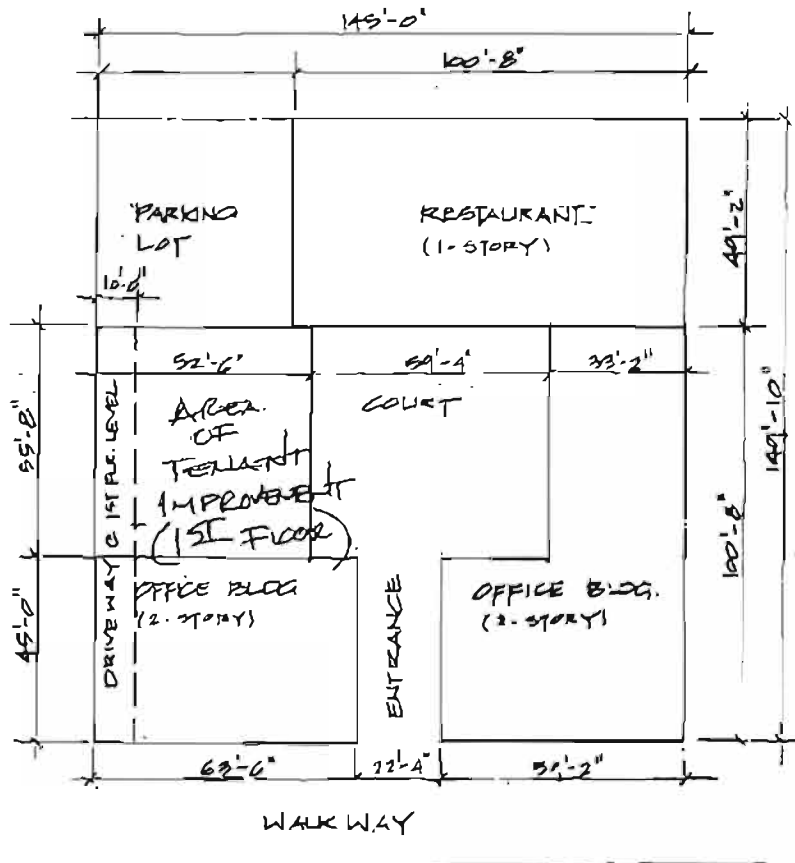 145'-0"
100'-8"
PARKING
LOT
RESTAURANT
(1-STORY)
49'-2"
10'-0"
52'-6"
59'-4"
33'-2"
COURT
AREA
OF
TENANT
IMPROVEMENT
(1ST FLOOR)
55'-8"
DRIVEWAY @ 1ST FLR. LEVEL
149'-10"
100'-8"
OFFICE BLDG
(2-STORY)
ENTRANCE
OFFICE BLDG.
(2-STORY)
45'-0"
63'-6"
22'-4"
WALKWAY